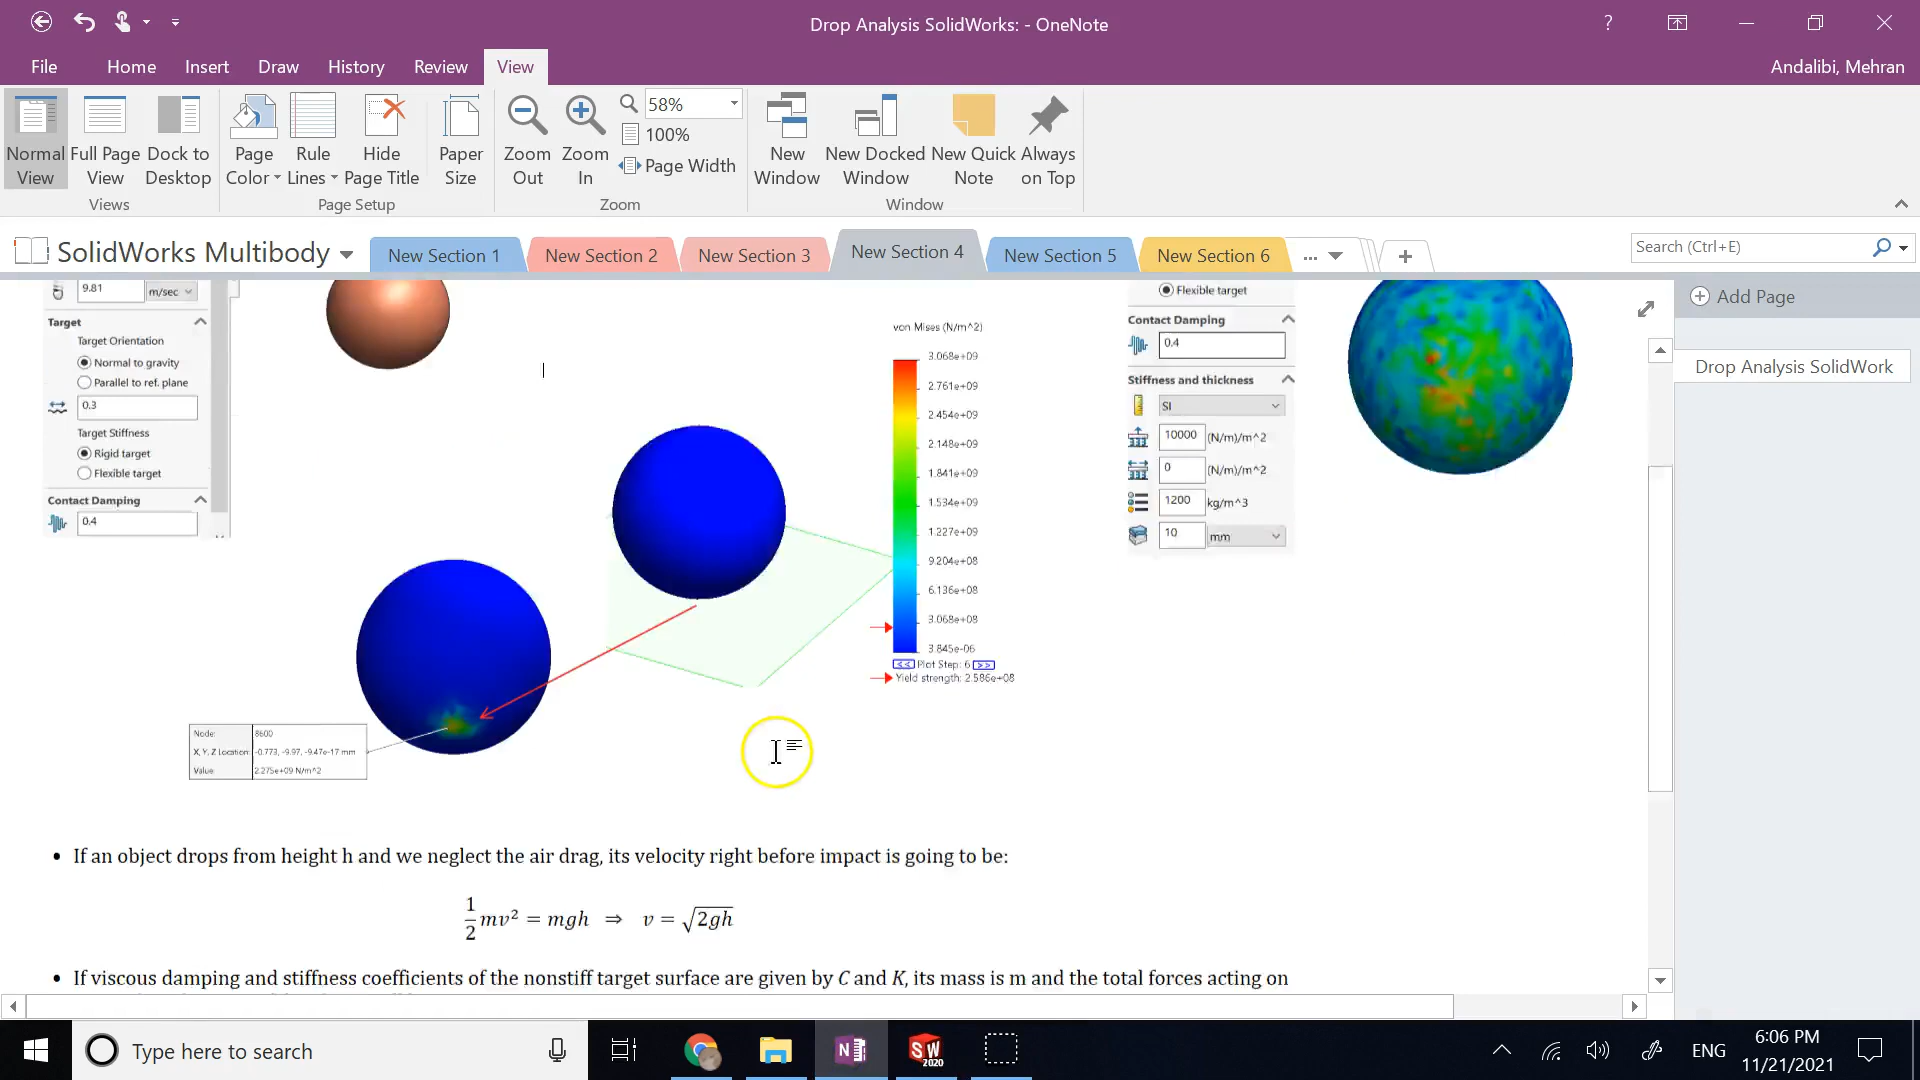 Drop Analysis SolidWorks: - OneNote
?
File Home Insert Draw History Review View
Andalibi, Mehran
Normal View
Full Page View
Dock to Desktop
Page Color
Rule Lines
Hide Page Title
Paper Size
Zoom Out
Zoom In
58%
100%
Page Width
New Window
New Docked Window
New Quick Note
Always on Top
Views
Page Setup
Zoom
Window
SolidWorks Multibody
New Section 1
New Section 2
New Section 3
New Section 4
New Section 5
New Section 6
...
+
Search (Ctrl+E)
Add Page
Drop Analysis SolidWork
9.81 m/sec
Target
Target Orientation
Normal to gravity
Parallel to ref. plane
0.3
Target Stiffness
Rigid target
Flexible target
Contact Damping
0.4
von Mises (N/m^2)
3.068e+09
2.761e+09
2.454e+09
2.148e+09
1.841e+09
1.534e+09
1.227e+09
9.204e+08
6.136e+08
3.068e+08
3.845e-06
<< Plot Step: 6 >>
Yield strength: 2.586e+08
Node: 8600
X, Y, Z Location: -0.773, -9.97, -9.47e-17 mm
Value: 2.275e+09 N/m^2
Flexible target
Contact Damping
0.4
Stiffness and thickness
SI
10000 (N/m)/m^2
0 (N/m)/m^2
1200 kg/m^3
10 mm
• If an object drops from height h and we neglect the air drag, its velocity right before impact is going to be:
1/2 mv² = mgh ⇒ v = √2gh
• If viscous damping and stiffness coefficients of the nonstiff target surface are given by C and K, its mass is m and the total forces acting on
Type here to search
N
SW
2020
ENG
6:06 PM
11/21/2021